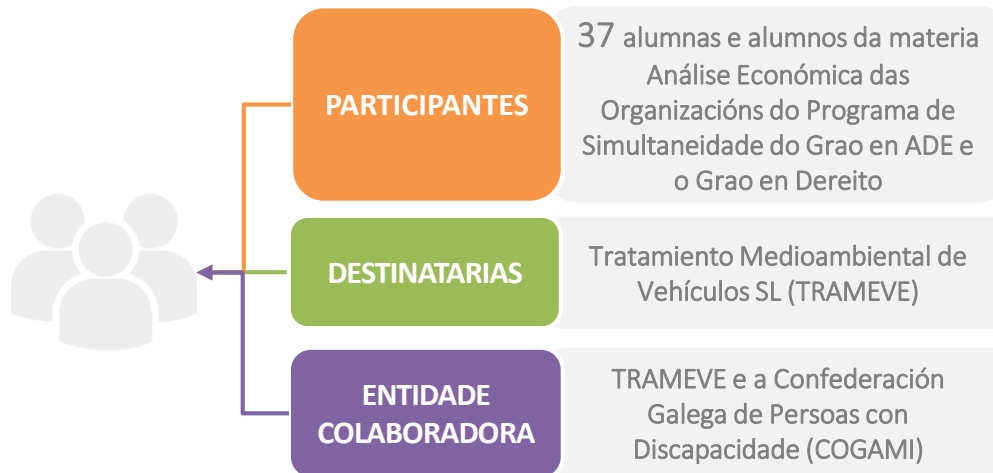 PARTICIPANTES
37 alumnas e alumnos da materia
Análise Económica das
Organizacións do Programa de
Simultaneidade do Grao en ADE e
o Grao en Dereito
DESTINATARIAS
Tratamiento Medioambiental de
Vehículos SL (TRAMEVE)
ENTIDADE
COLABORADORA
TRAMEVE e a Confederación
Galega de Persoas con
Discapacidade (COGAMI)